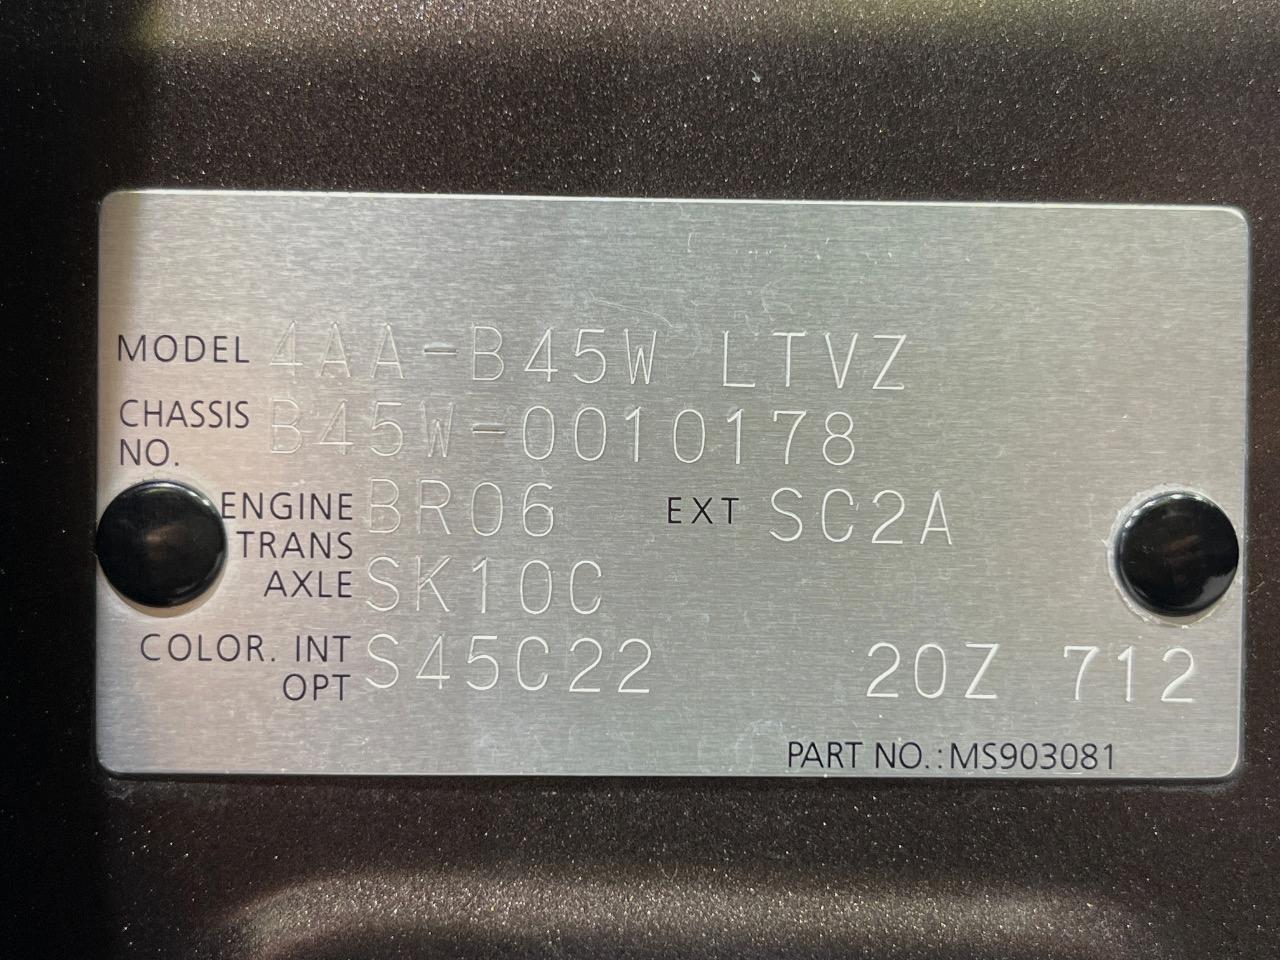 MODEL 4AA-B45W LTVZ
CHASSIS NO. B45W-0010178
ENGINE BR06 EXT SC2A
TRANS AXLE SK10C
COLOR. INT OPT S45C22 20Z 712
PART NO.:MS903081